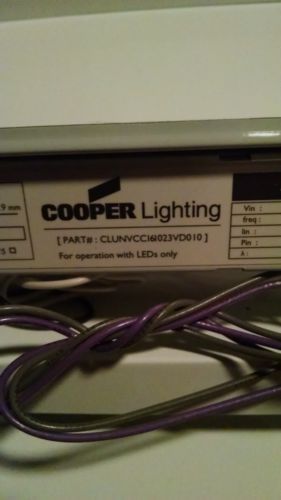 .9 mm
COOPER Lighting
[ PART# : CLUNVCC161023VD010 ]
For operation with LEDs only
Vin :
freq :
Iin :
Pin :
λ :